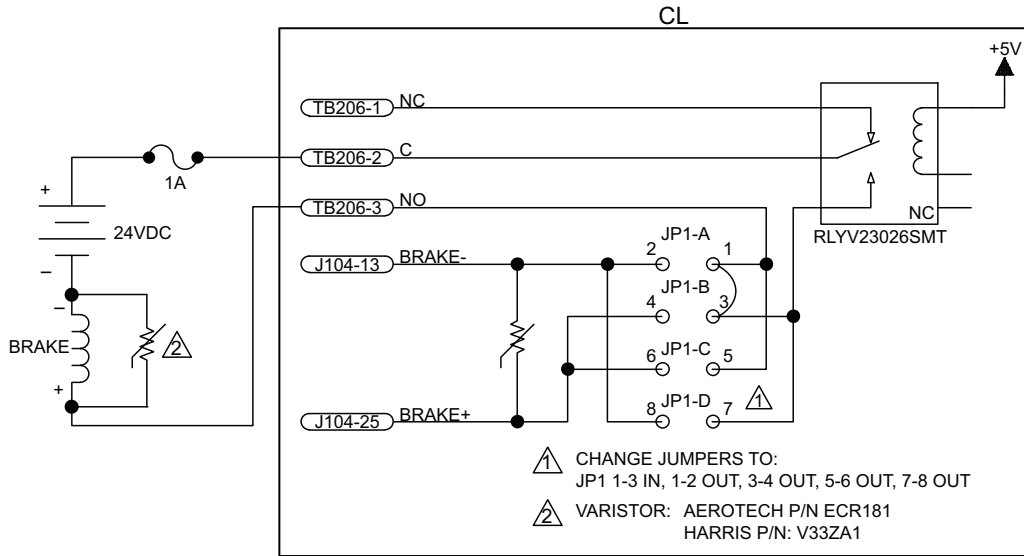 CL
+5V
TB206-1 NC
TB206-2 C
1A
TB206-3 NO
NC
RLYV23026SMT
+
24VDC
−
J104-13 BRAKE-
JP1-A
2 1
JP1-B
4 3
JP1-C
6 5
JP1-D
8 7
1
−
BRAKE
2
+
J104-25 BRAKE+
1 CHANGE JUMPERS TO:
JP1 1-3 IN, 1-2 OUT, 3-4 OUT, 5-6 OUT, 7-8 OUT
2 VARISTOR: AEROTECH P/N ECR181
HARRIS P/N: V33ZA1